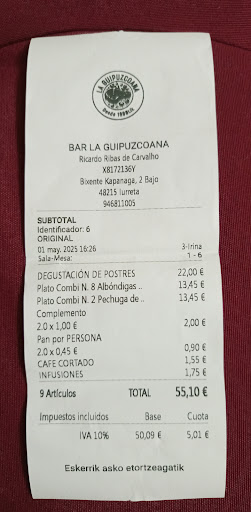 LA GUIPUZCOANA
BAR LA GUIPUZCOANA
Ricardo Ribas de Carvalho
X8172136Y
Bixente Kapanaga, 2 Bajo
48215 Iurreta
946811005
SUBTOTAL
Identificador: 6
ORIGINAL
01 may. 2025 16:26 3-Irina
Sala-Mesa: 1 - 6
DEGUSTACIÓN DE POSTRES 22,00 €
Plato Combi N. 8 Albóndigas .. 13,45 €
Plato Combi N. 2 Pechuga de .. 13,45 €
Complemento
2.0 x 1,00 € 2,00 €
Pan por PERSONA
2.0 x 0,45 € 0,90 €
CAFE CORTADO 1,55 €
INFUSIONES 1,75 €
9 Artículos TOTAL 55,10 €
Impuestos incluidos Base Cuota
IVA 10% 50,09 € 5,01 €
Eskerrik asko etortzeagatik